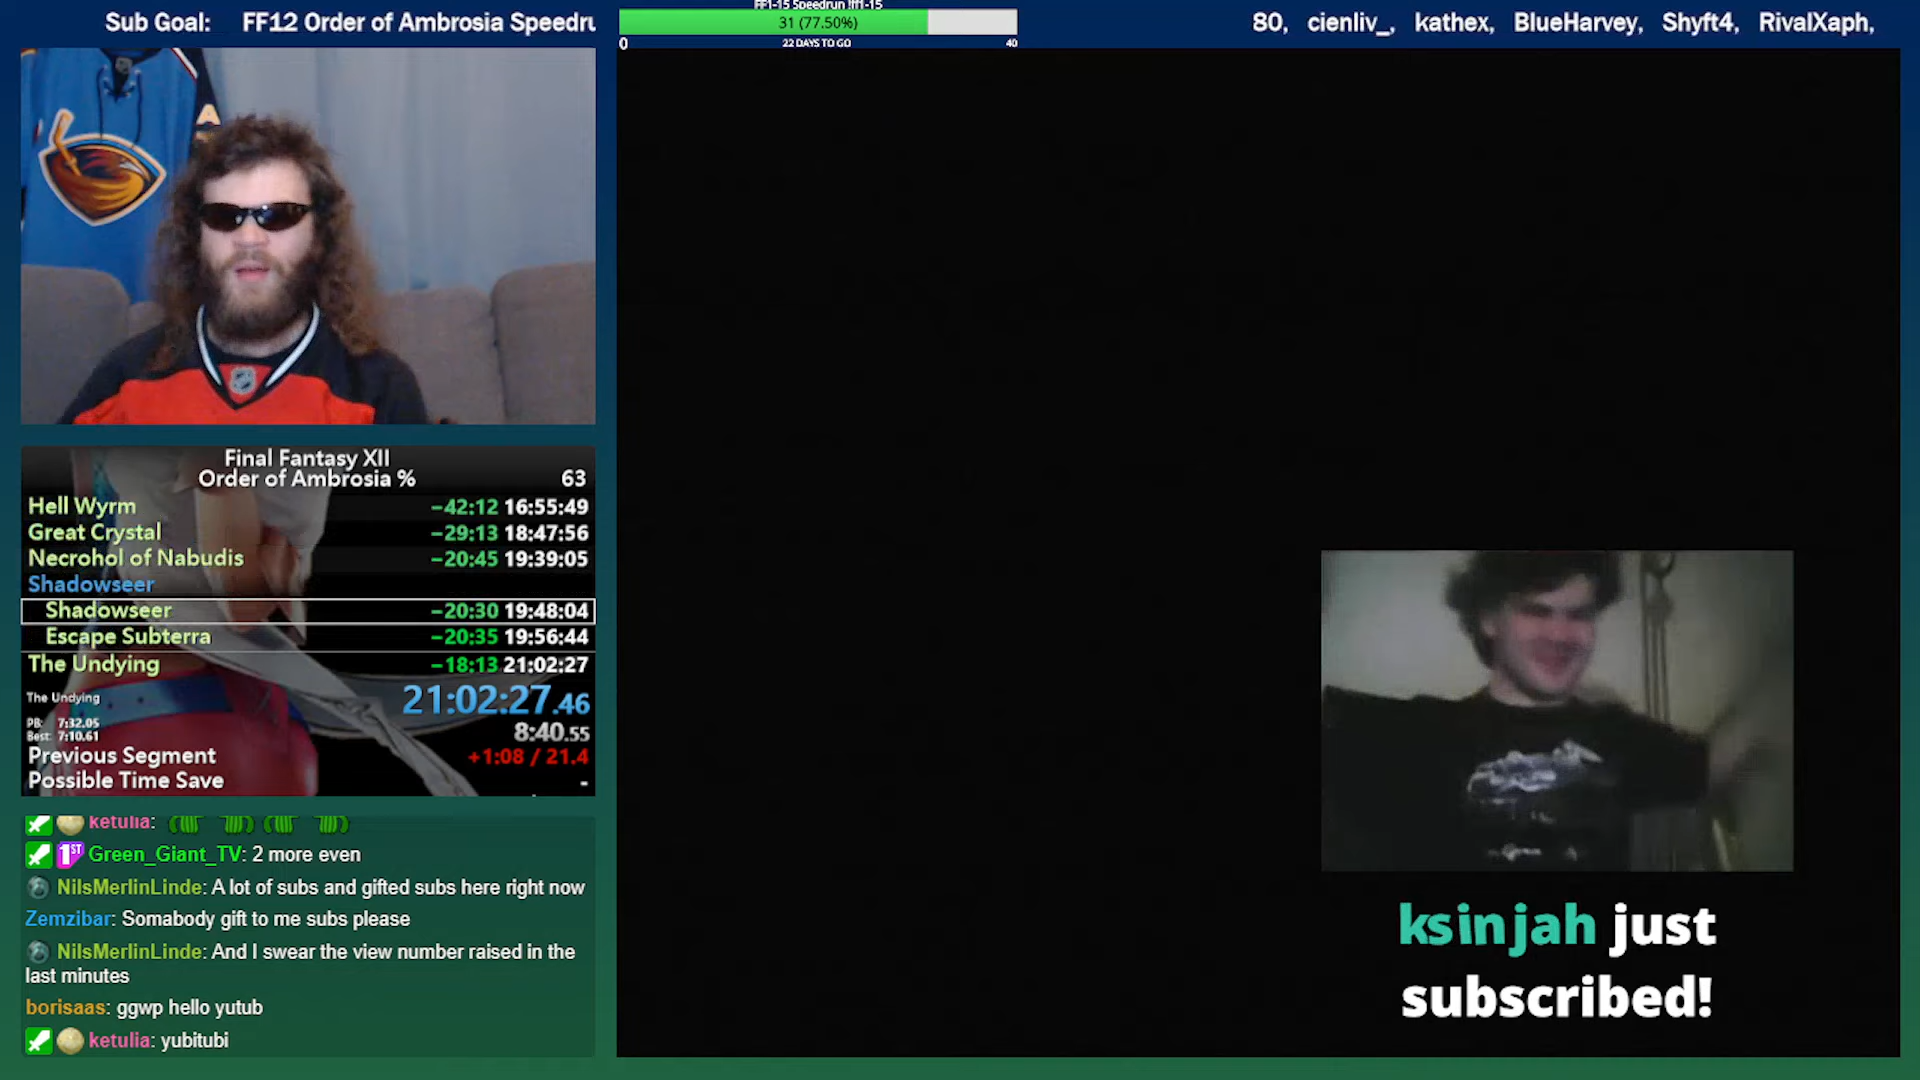 Sub Goal: FF12 Order of Ambrosia Speedru
FF1-15 Speedrun !ff1-15
31 (77.50%)
0 22 DAYS TO GO 40
80, cienliv_, kathex, BlueHarvey, Shyft4, RivalXaph,
Final Fantasy XII
Order of Ambrosia % 63
Hell Wyrm -42:12 16:55:49
Great Crystal -29:13 18:47:56
Necrohol of Nabudis -20:45 19:39:05
Shadowseer
Shadowseer -20:30 19:48:04
Escape Subterra -20:35 19:56:44
The Undying -18:13 21:02:27
The Undying 21:02:27.46
PB: 7:32.05
Best: 7:10.61 8:40.55
Previous Segment +1:08 / 21.4
Possible Time Save -
ketulia:
1ST Green_Giant_TV: 2 more even
NilsMerlinLinde: A lot of subs and gifted subs here right now
Zemzibar: Somabody gift to me subs please
NilsMerlinLinde: And I swear the view number raised in the
last minutes
borisaas: ggwp hello yutub
ketulia: yubitubi
ksinjah just
subscribed!